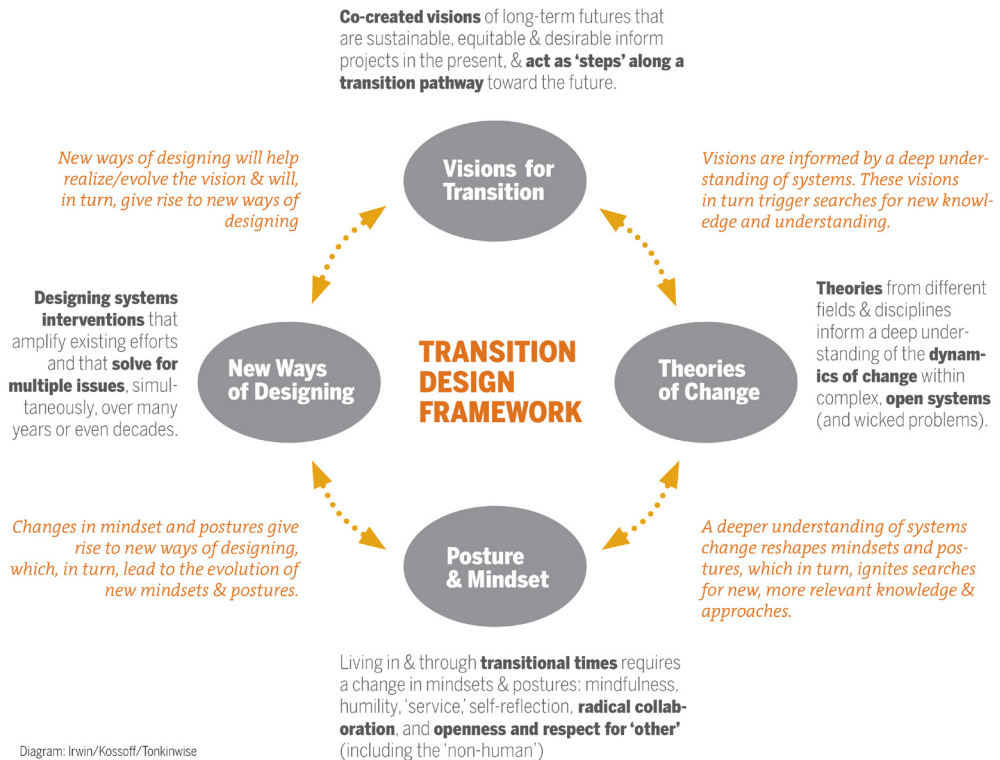 Co-created visions of long-term futures that
are sustainable, equitable & desirable inform
projects in the present, & act as ‘steps’ along a
transition pathway toward the future.
New ways of designing will help
realize/evolve the vision & will,
in turn, give rise to new ways of
designing
Visions for
Transition
Visions are informed by a deep under-
standing of systems. These visions
in turn trigger searches for new knowl-
edge and understanding.
Designing systems
interventions that
amplify existing efforts
and that solve for
multiple issues, simul-
taneously, over many
years or even decades.
New Ways
of Designing
TRANSITION
DESIGN
FRAMEWORK
Theories
of Change
Theories from different
fields & disciplines
inform a deep under-
standing of the dynam-
ics of change within
complex, open systems
(and wicked problems).
Changes in mindset and postures give
rise to new ways of designing,
which, in turn, lead to the evolution of
new mindsets & postures.
Posture
& Mindset
A deeper understanding of systems
change reshapes mindsets and pos-
tures, which in turn, ignites searches
for new, more relevant knowledge &
approaches.
Living in & through transitional times requires
a change in mindsets & postures: mindfulness,
humility, ‘service,’ self-reflection, radical collab-
oration, and openness and respect for ‘other’
(including the ‘non-human’)
Diagram: Irwin/Kossoff/Tonkinwise